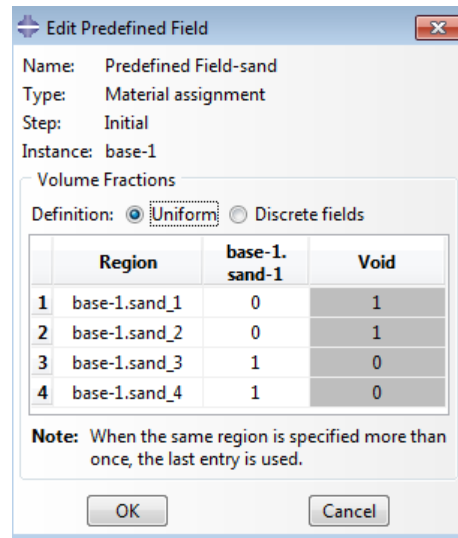 Edit Predefined Field
Name: Predefined Field-sand
Type: Material assignment
Step: Initial
Instance: base-1
Volume Fractions
Definition: Uniform Discrete fields
Region base-1. sand-1 Void
1 base-1.sand_1 0 1
2 base-1.sand_2 0 1
3 base-1.sand_3 1 0
4 base-1.sand_4 1 0
Note: When the same region is specified more than
once, the last entry is used.
OK Cancel